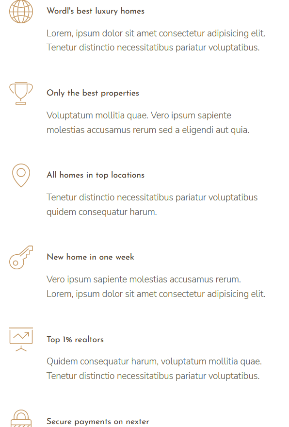 Wordl's best luxury homes
Lorem, ipsum dolor sit amet consectetur adipisicing elit.
Tenetur distinctio necessitatibus pariatur voluptatibus.
Only the best properties
Voluptatum mollitia quae. Vero ipsum sapiente
molestias accusamus rerum sed a eligendi aut quia.
All homes in top locations
Tenetur distinctio necessitatibus pariatur voluptatibus
quidem consequatur harum.
New home in one week
Vero ipsum sapiente molestias accusamus rerum.
Lorem, ipsum dolor sit amet consectetur adipisicing elit.
Top 1% realtors
Quidem consequatur harum, voluptatum mollitia quae.
Tenetur distinctio necessitatibus pariatur voluptatibus.
Secure payments on nexter